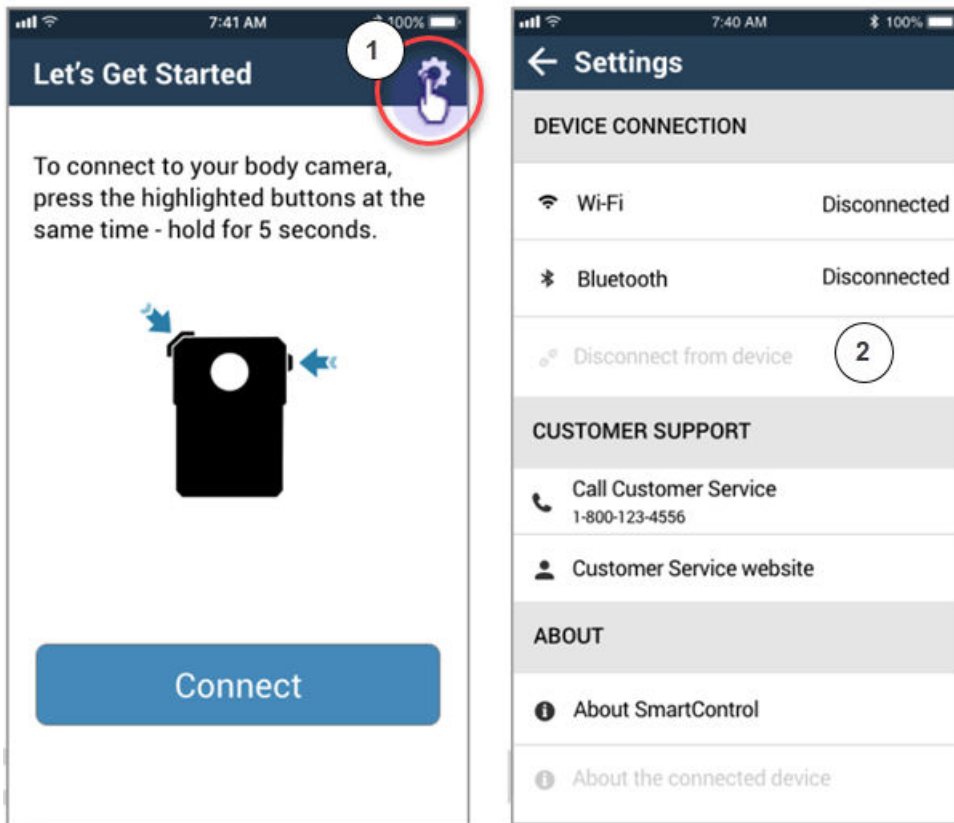 7:41 AM
100%
1
Let's Get Started
To connect to your body camera,
press the highlighted buttons at the
same time - hold for 5 seconds.
Connect
7:40 AM
100%
Settings
DEVICE CONNECTION
Wi-Fi Disconnected
Bluetooth Disconnected
Disconnect from device 2
CUSTOMER SUPPORT
Call Customer Service
1-800-123-4556
Customer Service website
ABOUT
About SmartControl
About the connected device